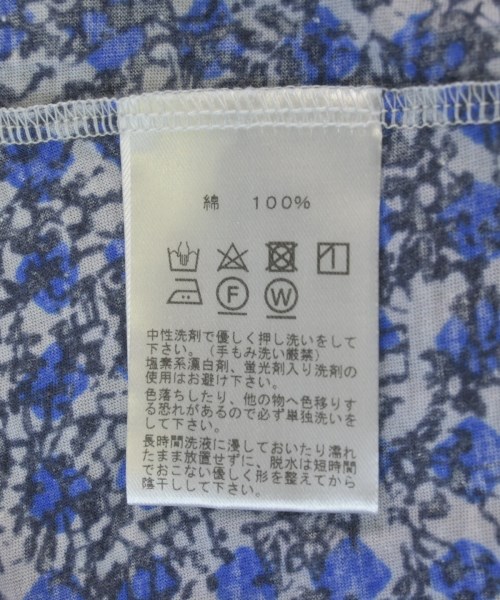 綿 100%
F W
中性洗剤で優しく押し洗いをして
下さい。（手もみ洗い厳禁）
塩素系漂白剤、蛍光剤入り洗剤の
使用はお避け下さい。
色落ちしたり、他の物へ色移りす
る恐れがあるので必ず単独洗いを
して下さい。
長時間洗液に浸しておいたり濡れ
たまま放置せずに、脱水は短時間
でおこない優しく形を整えてから
陰干しして下さい。